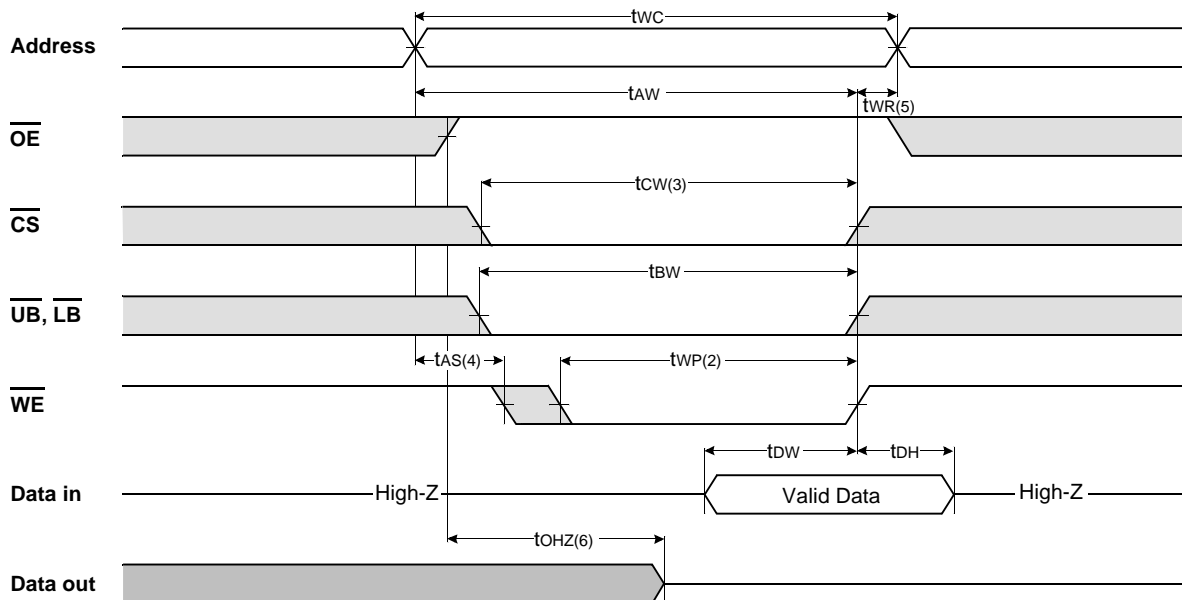 tWC
Address
tAW
tWR(5)
OE
tCW(3)
CS
tBW
UB, LB
tAS(4)
tWP(2)
WE
tDW
tDH
Data in
High-Z
Valid Data
High-Z
tOHZ(6)
Data out